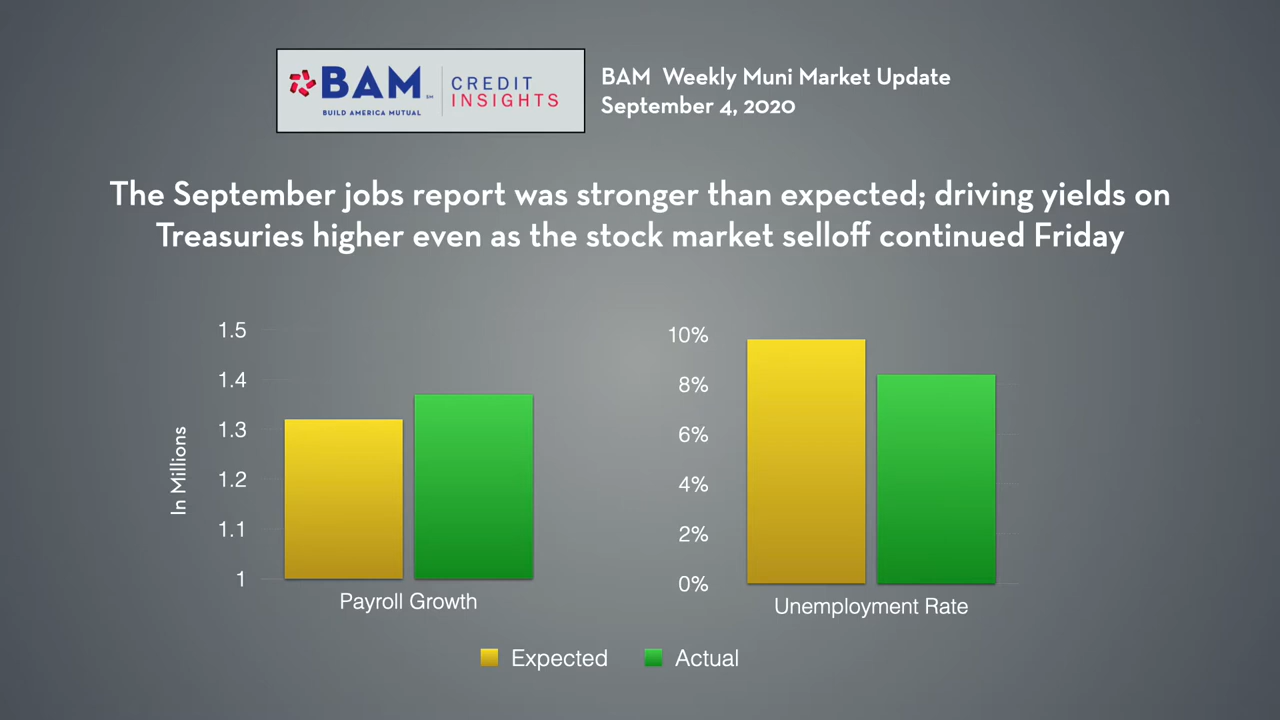 BAM SM
BUILD AMERICA MUTUAL
CREDIT
INSIGHTS
BAM Weekly Muni Market Update
September 4, 2020
The September jobs report was stronger than expected; driving yields on
Treasuries higher even as the stock market selloff continued Friday
In Millions
1.5
1.4
1.3
1.2
1.1
1
Payroll Growth
10%
8%
6%
4%
2%
0%
Unemployment Rate
Expected
Actual